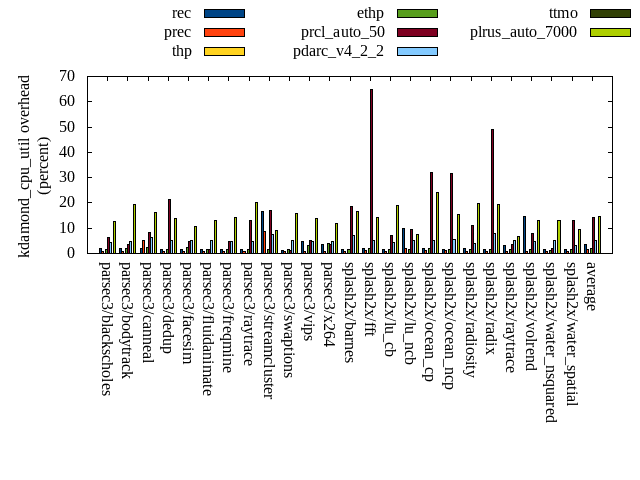 rec
prec
thp
ethp
prcl_auto_50
pdarc_v4_2_2
ttmo
plrus_auto_7000
kdamond_cpu_util overhead
(percent)
70
60
50
40
30
20
10
0
parsec3/blackscholes
parsec3/bodytrack
parsec3/canneal
parsec3/dedup
parsec3/facesim
parsec3/fluidanimate
parsec3/freqmine
parsec3/raytrace
parsec3/streamcluster
parsec3/swaptions
parsec3/vips
parsec3/x264
splash2x/barnes
splash2x/fft
splash2x/lu_cb
splash2x/lu_ncb
splash2x/ocean_cp
splash2x/ocean_ncp
splash2x/radiosity
splash2x/radix
splash2x/raytrace
splash2x/volrend
splash2x/water_nsquared
splash2x/water_spatial
average